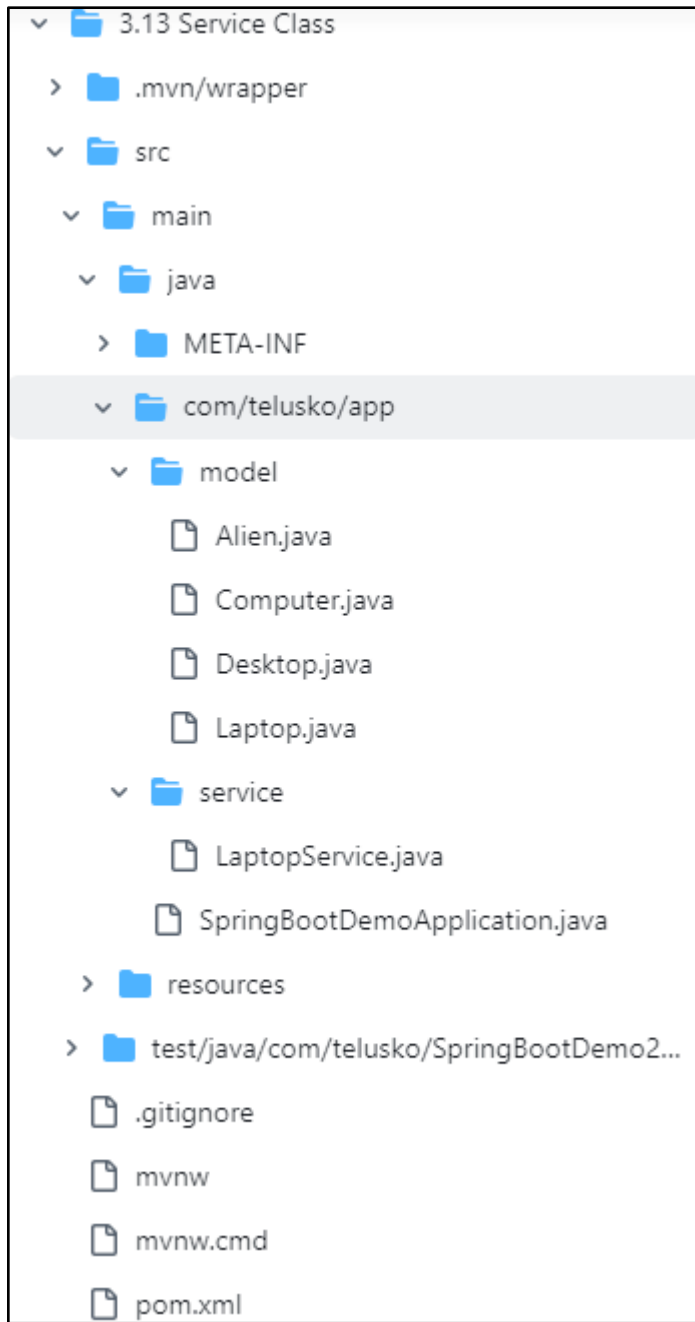 3.13 Service Class
.mvn/wrapper
src
main
java
META-INF
com/telusko/app
model
Alien.java
Computer.java
Desktop.java
Laptop.java
service
LaptopService.java
SpringBootDemoApplication.java
resources
test/java/com/telusko/SpringBootDemo2...
.gitignore
mvnw
mvnw.cmd
pom.xml